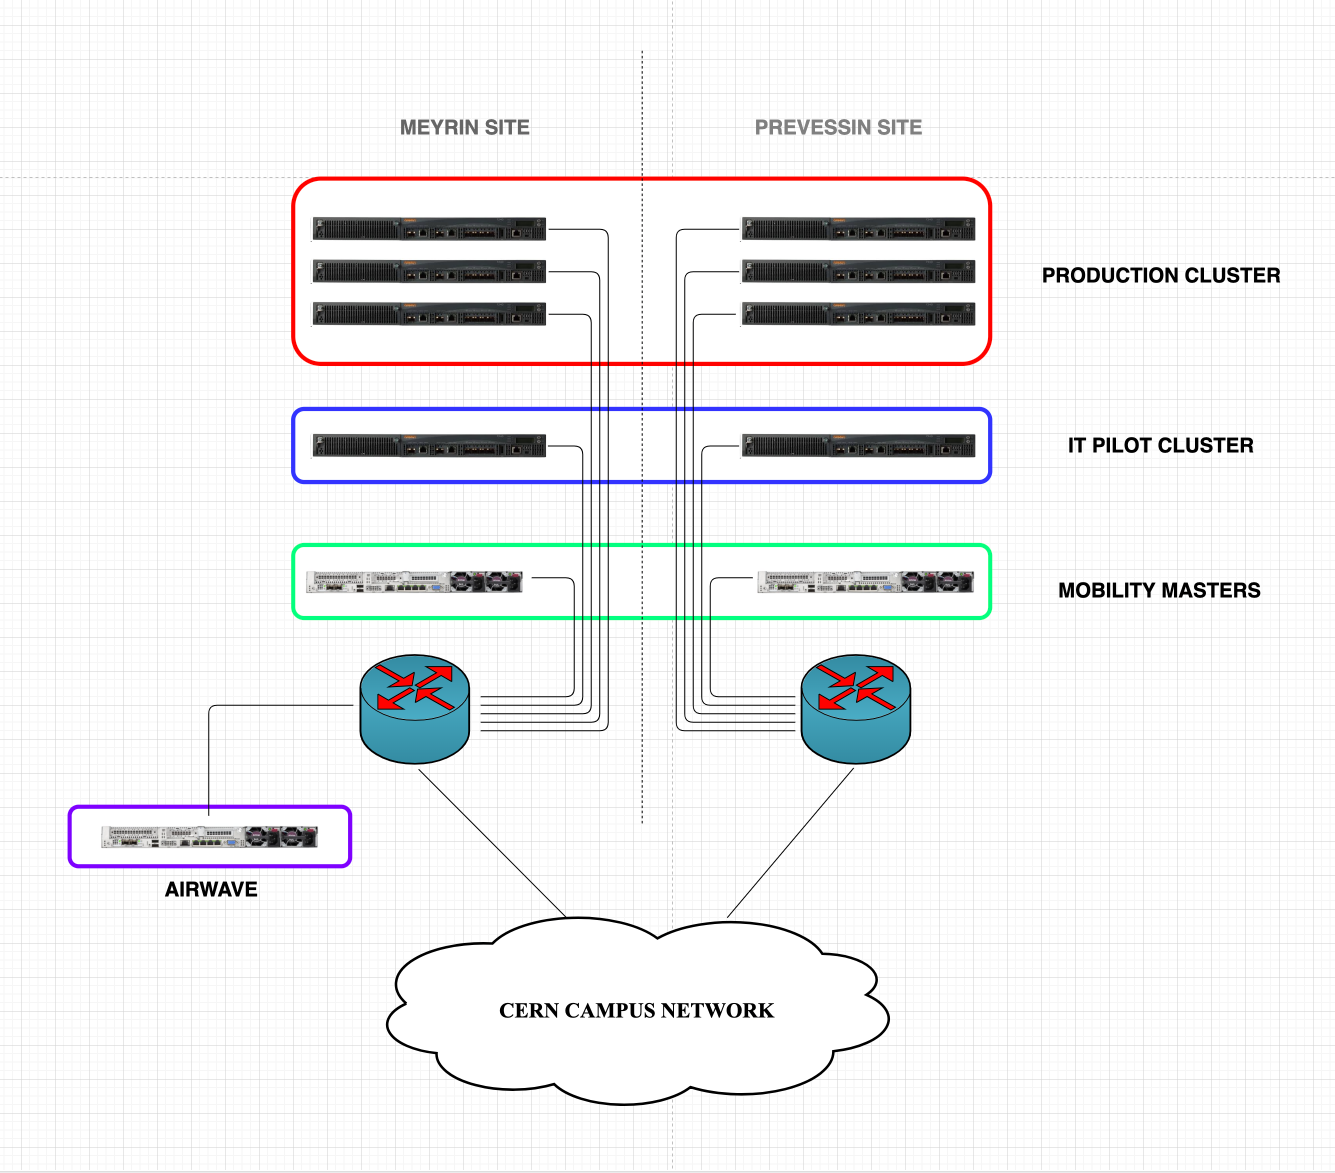 MEYRIN SITE
PREVESSIN SITE
PRODUCTION CLUSTER
IT PILOT CLUSTER
MOBILITY MASTERS
AIRWAVE
CERN CAMPUS NETWORK